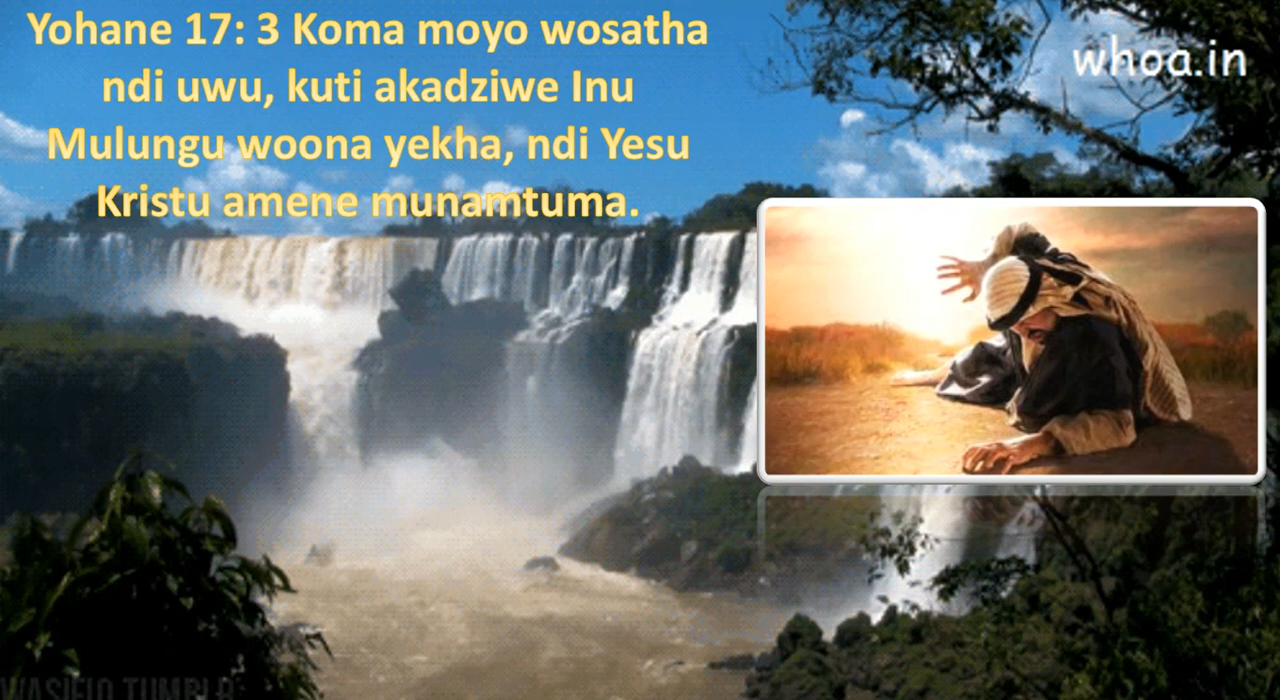 Yohane 17: 3 Koma moyo wosatha
ndi uwu, kuti akadziwe Inu
Mulungu woona yekha, ndi Yesu
Kristu amene munamtuma.
whoa.in